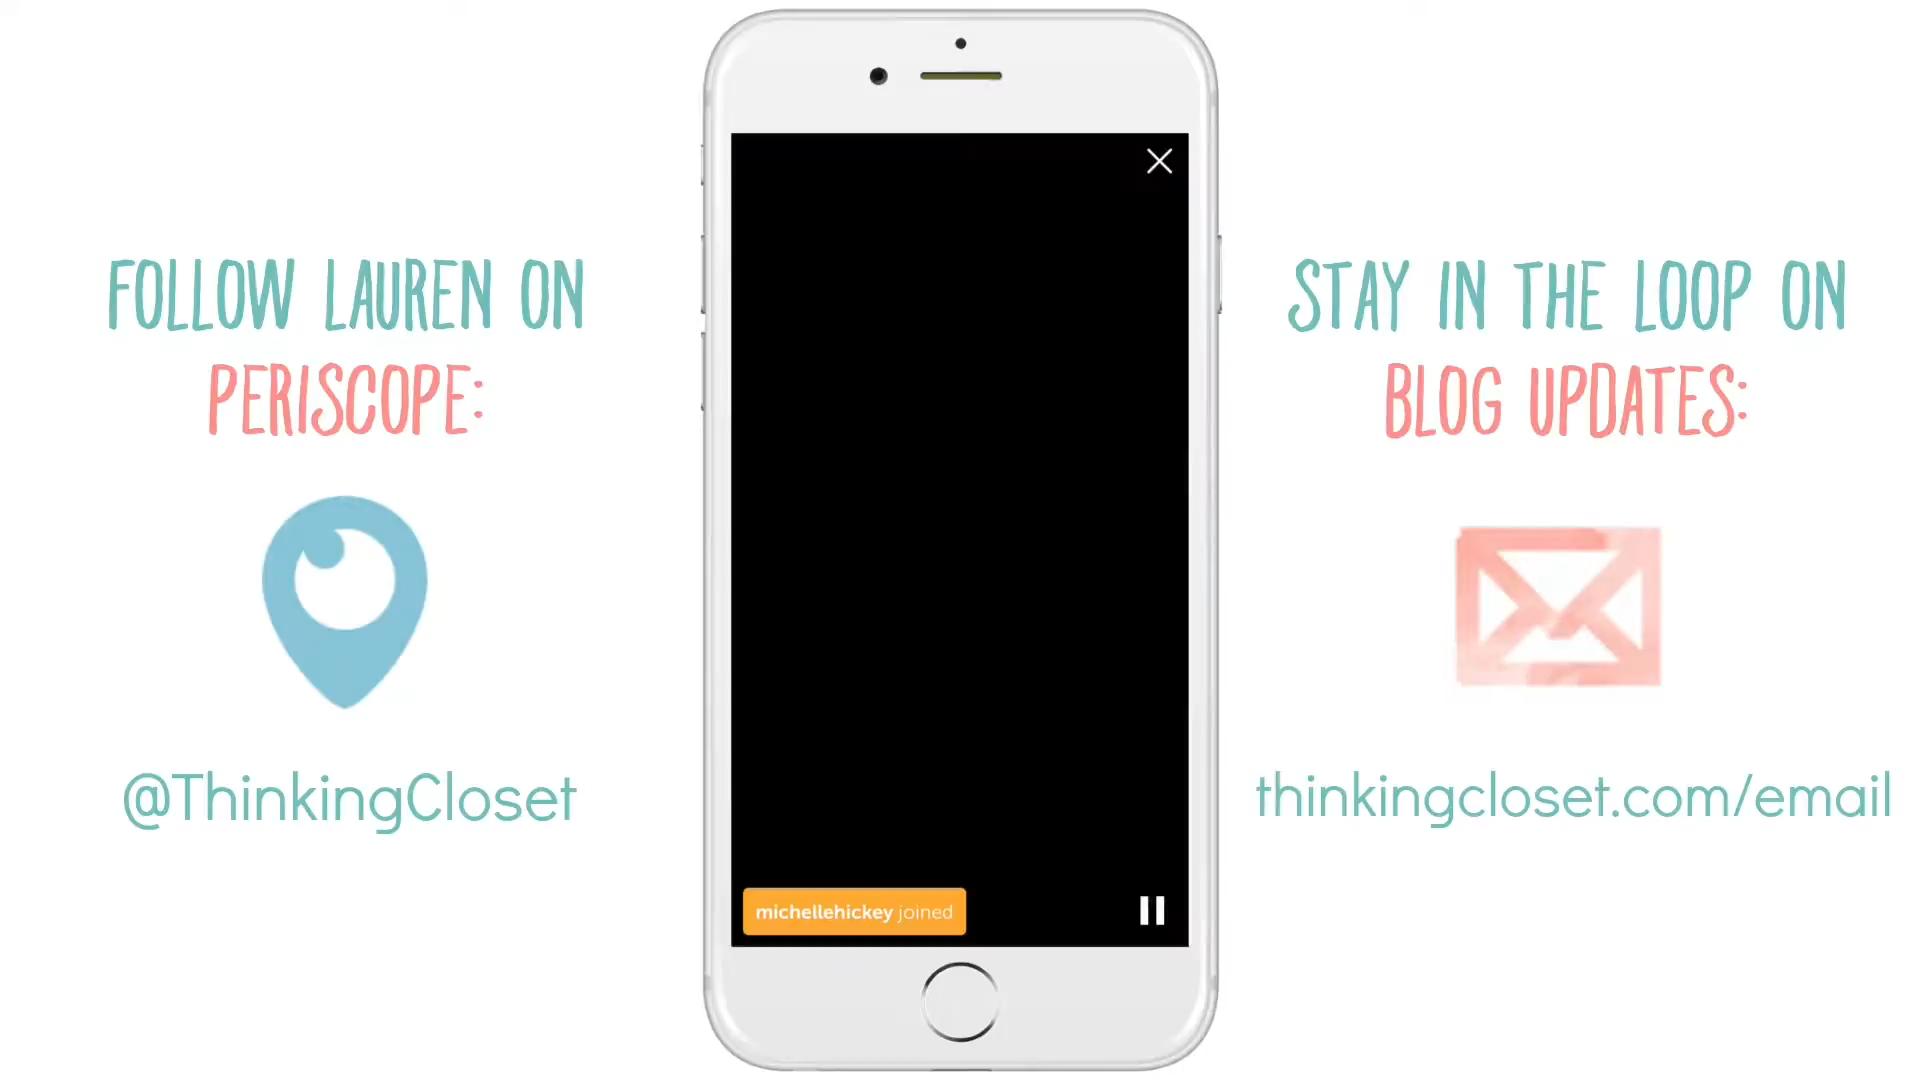 FOLLOW LAUREN ON
PERISCOPE:
@ThinkingCloset
michellehickey joined
STAY IN THE LOOP ON
BLOG UPDATES:
thinkingcloset.com/email